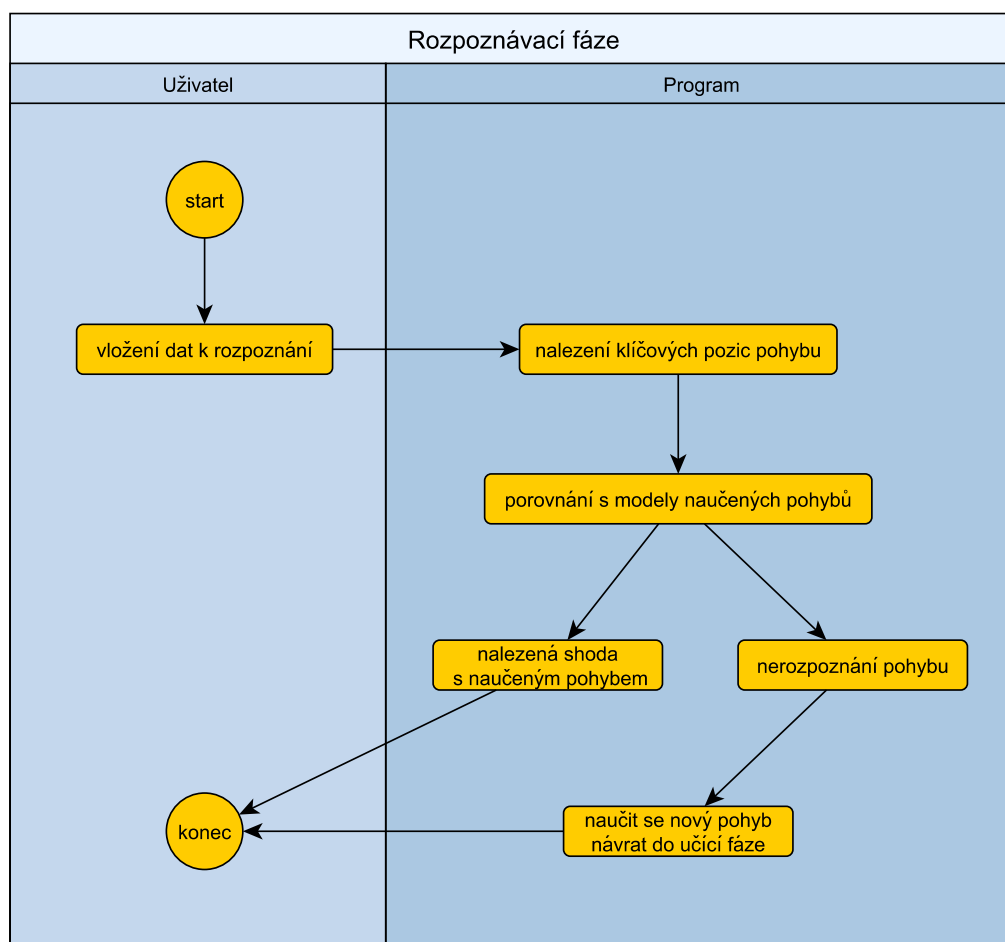 Rozpoznávací fáze
Uživatel
Program
start
vložení dat k rozpoznání
nalezení klíčových pozic pohybu
porovnání s modely naučených pohybů
nalezená shoda
s naučeným pohybem
nerozpoznání pohybu
konec
naučit se nový pohyb
návrat do učící fáze